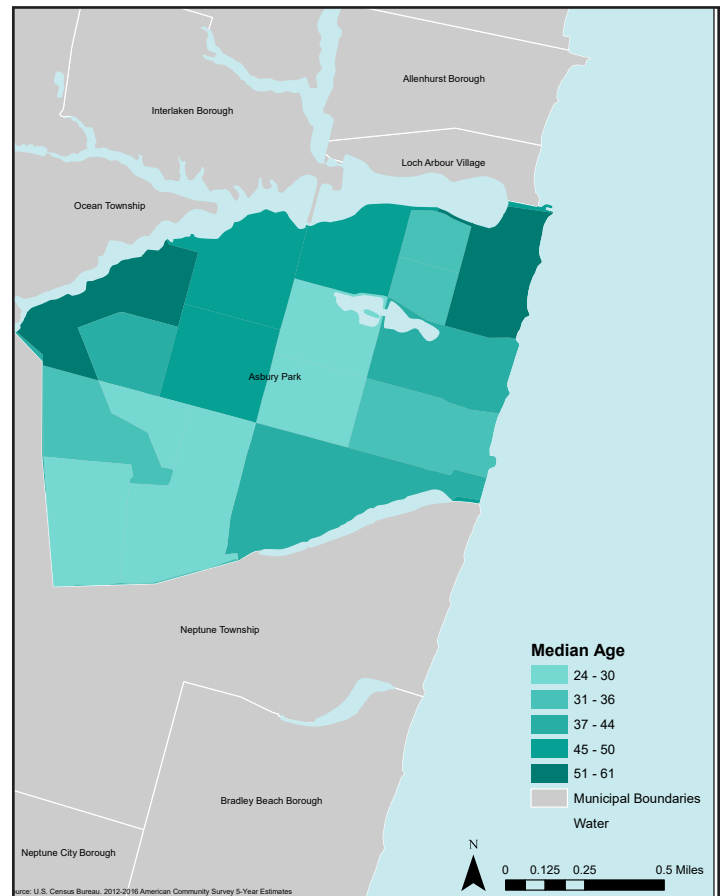 Allenhurst Borough
Interlaken Borough
Loch Arbour Village
Ocean Township
Asbury Park
Neptune Township
Median Age
24 - 30
31 - 36
37 - 44
45 - 50
51 - 61
Municipal Boundaries
Water
Bradley Beach Borough
Neptune City Borough
N
0 0.125 0.25 0.5 Miles
urce: U.S. Census Bureau. 2012-2016 American Community Survey 5-Year Estimates